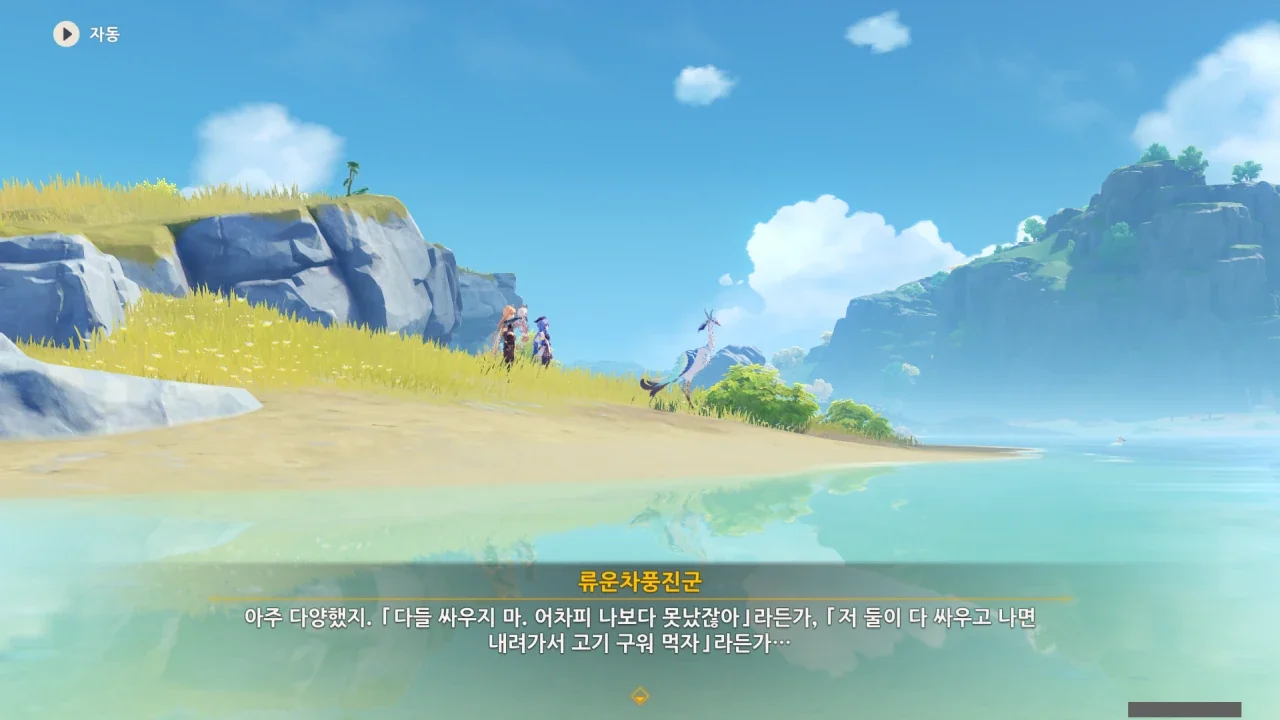 자동
류운차풍진군
아주 다양했지. 「다들 싸우지 마. 어차피 나보다 못났잖아」라든가, 「저 둘이 다 싸우고 나면
내려가서 고기 구워 먹자」라든가…